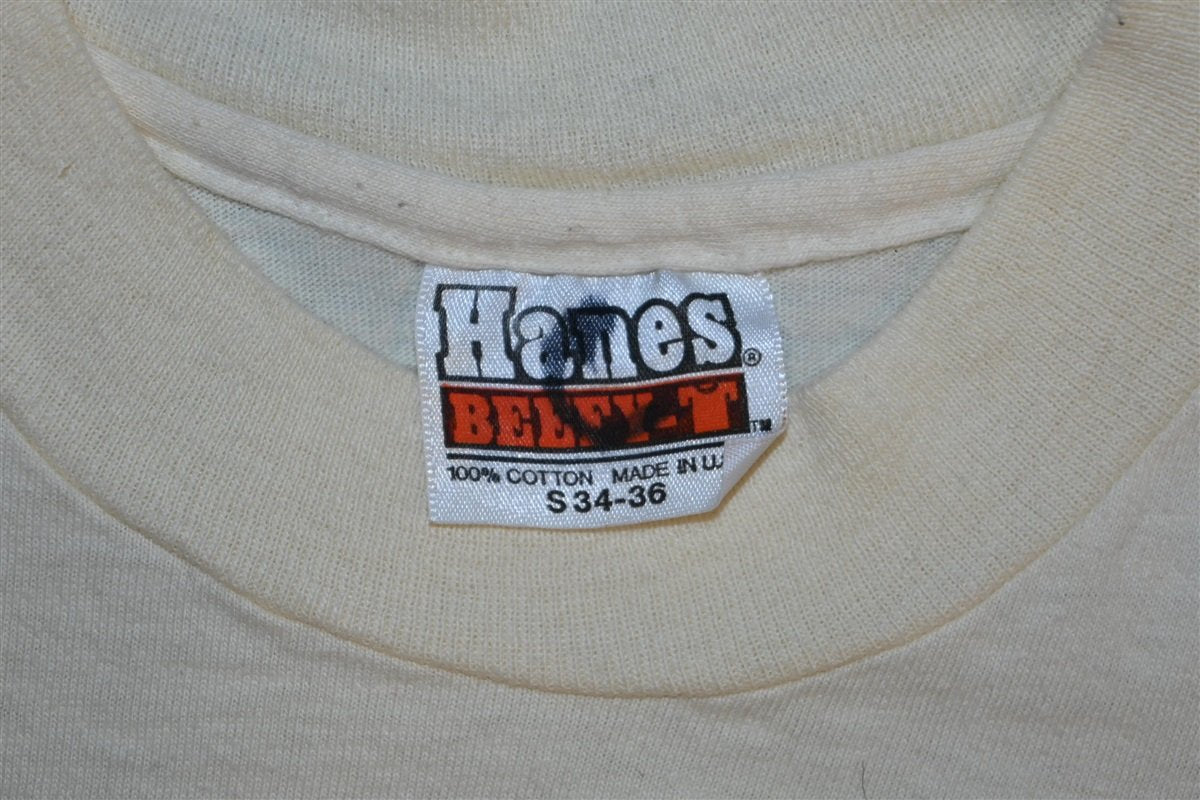 Hanes®
BEEFY-T™
100% COTTON MADE IN U.
S 34-36